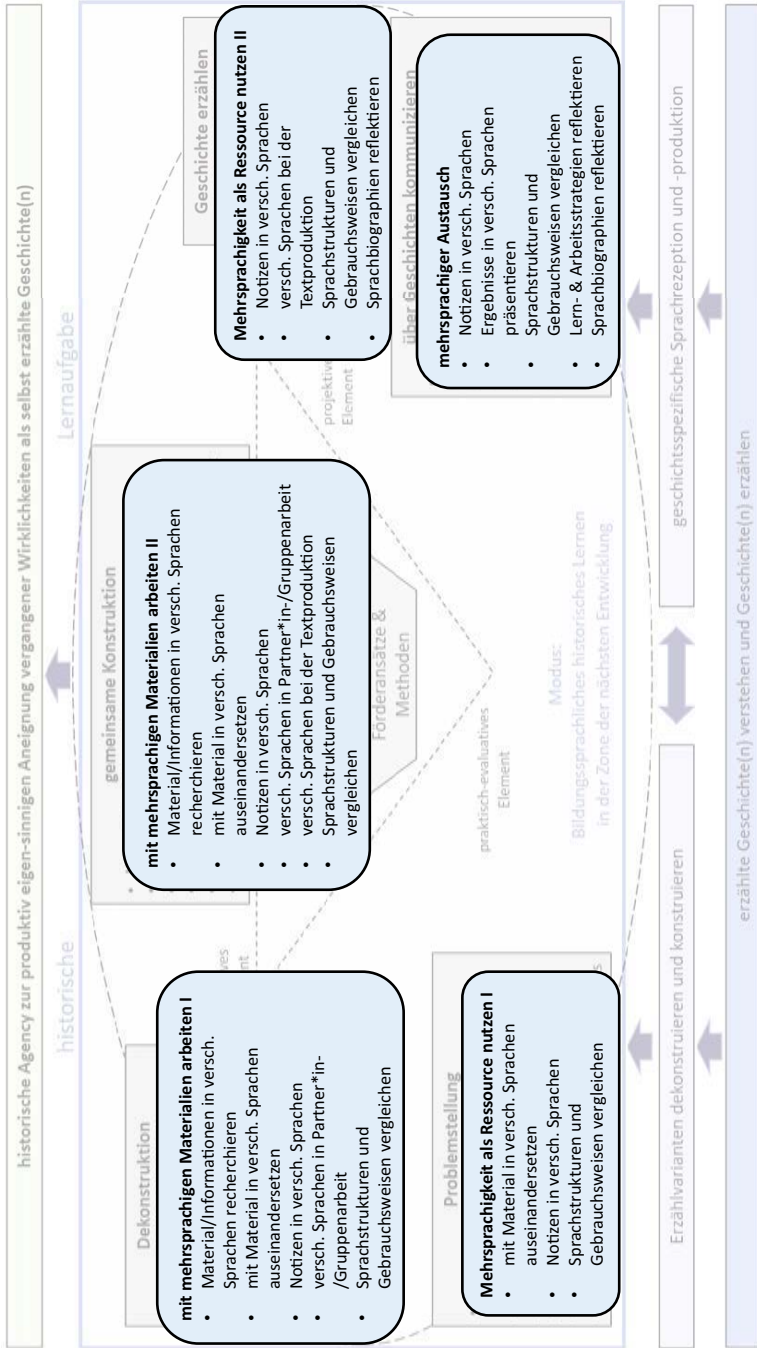 historische Agency zur produktiv eigen-sinnigen Aneignung vergangener Wirklichkeiten als selbst erzählte Geschichte(n)
historische
Lernaufgabe
Dekonstruktion
mit mehrsprachigen Materialien arbeiten I
• Material/Informationen in versch.
Sprachen recherchieren
• mit Material in versch. Sprachen
auseinandersetzen
• Notizen in versch. Sprachen
• versch. Sprachen in Partner*in-
/Gruppenarbeit
• Sprachstrukturen und
Gebrauchsweisen vergleichen
gemeinsame Konstruktion
mit mehrsprachigen Materialien arbeiten II
• Material/Informationen in versch. Sprachen
recherchieren
• mit Material in versch. Sprachen
auseinandersetzen
• Notizen in versch. Sprachen
• versch. Sprachen in Partner*in-/Gruppenarbeit
• versch. Sprachen bei der Textproduktion
• Sprachstrukturen und Gebrauchsweisen
vergleichen
Geschichte erzählen
Mehrsprachigkeit als Ressource nutzen II
• Notizen in versch. Sprachen
• versch. Sprachen bei der
Textproduktion
• Sprachstrukturen und
Gebrauchsweisen vergleichen
• Sprachbiographien reflektieren
projektives
Element
Förderansätze &
Methoden
praktisch-evaluatives
Element
Problemstellung
Mehrsprachigkeit als Ressource nutzen I
• mit Material in versch. Sprachen
auseinandersetzen
• Notizen in versch. Sprachen
• Sprachstrukturen und
Gebrauchsweisen vergleichen
über Geschichten kommunizieren
mehrsprachiger Austausch
• Notizen in versch. Sprachen
• Ergebnisse in versch. Sprachen
präsentieren
• Sprachstrukturen und
Gebrauchsweisen vergleichen
• Lern- & Arbeitsstrategien reflektieren
• Sprachbiographien reflektieren
Modus:
Bildungssprachliches historisches Lernen
in der Zone der nächsten Entwicklung
Erzählvarianten dekonstruieren und konstruieren
geschichtsspezifische Sprachrezeption und -produktion
erzählte Geschichte(n) verstehen und Geschichte(n) erzählen